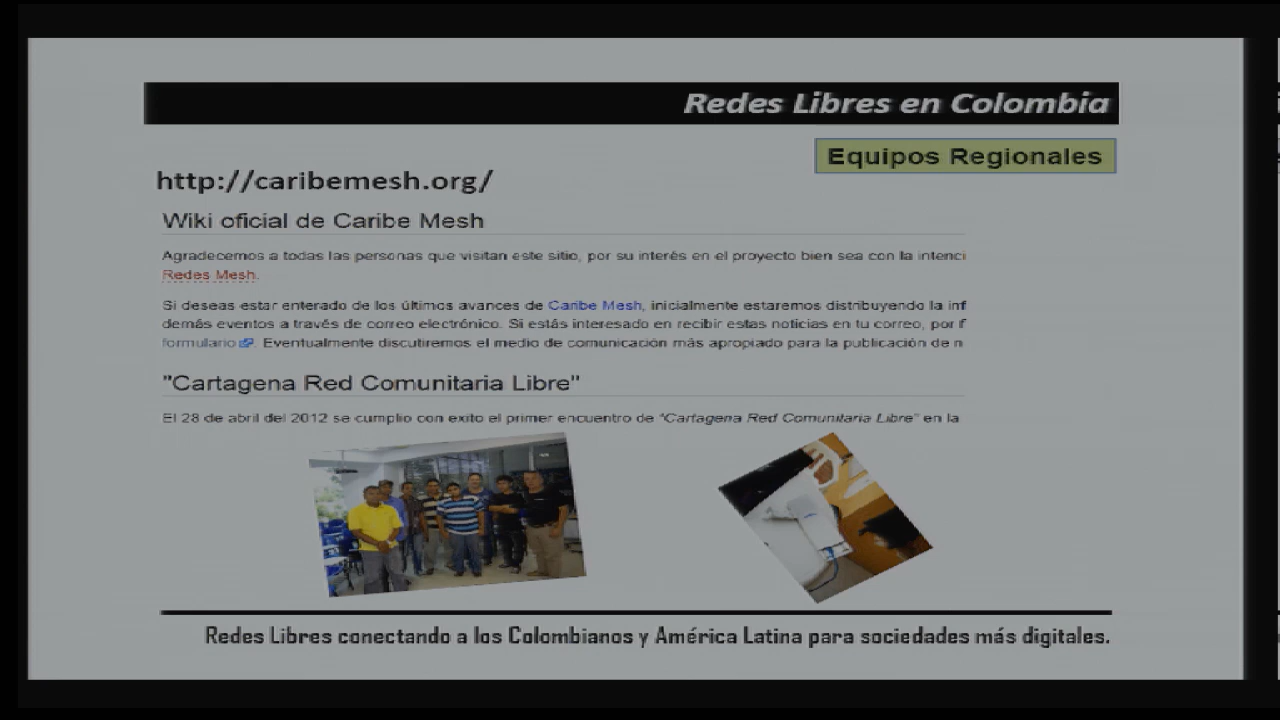 Redes Libres en Colombia
Equipos Regionales
http://caribemesh.org/
Wiki oficial de Caribe Mesh
Agradecemos a todas las personas que visitan este sitio, por su interés en el proyecto bien sea con la intenci
Redes Mesh.
Si deseas estar enterado de los últimos avances de Caribe Mesh, inicialmente estaremos distribuyendo la inf
demás eventos a través de correo electrónico. Si estás interesado en recibir estas noticias en tu correo, por f
formulario. Eventualmente discutiremos el medio de comunicación más apropiado para la publicación de n
"Cartagena Red Comunitaria Libre"
El 28 de abril del 2012 se cumplio con exito el primer encuentro de "Cartagena Red Comunitaria Libre" en la
Redes Libres conectando a los Colombianos y América Latina para sociedades más digitales.